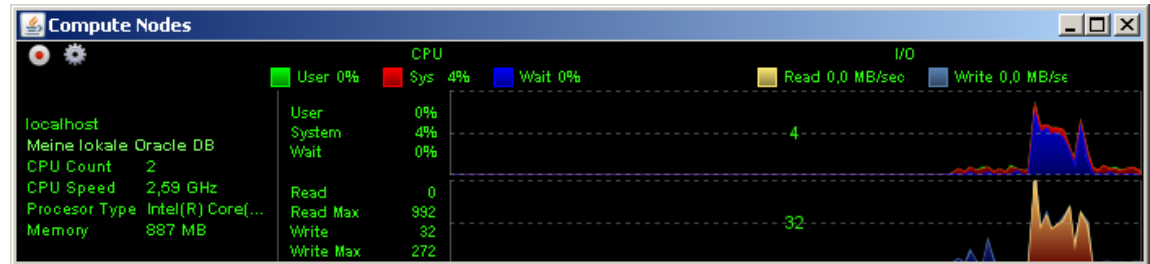 Compute Nodes
CPU I/O
User 0% Sys 4% Wait 0% Read 0,0 MB/sec Write 0,0 MB/se
localhost
Meine lokale Oracle DB
CPU Count 2
CPU Speed 2,59 GHz
Procesor Type Intel(R) Core(...
Memory 887 MB
User 0%
System 4%
Wait 0%
Read 0
Read Max 992
Write 32
Write Max 272
4
32